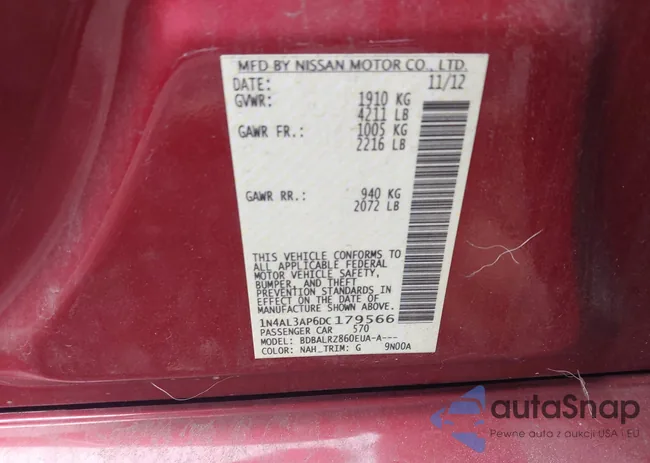 MFD BY NISSAN MOTOR CO., LTD.
DATE: 11/12
GVWR: 1910 KG
4211 LB
GAWR FR.: 1005 KG
2216 LB
GAWR RR.: 940 KG
2072 LB
THIS VEHICLE CONFORMS TO
ALL APPLICABLE FEDERAL
MOTOR VEHICLE SAFETY,
BUMPER, AND THEFT
PREVENTION STANDARDS IN
EFFECT ON THE DATE OF
MANUFACTURE SHOWN ABOVE.
1N4AL3AP6DC179566
PASSENGER CAR 570
MODEL: BDBALRZ860EUA-A---
COLOR: NAH TRIM: G 9N00A
autaSnap
Pewne auta z aukcji USA i EU